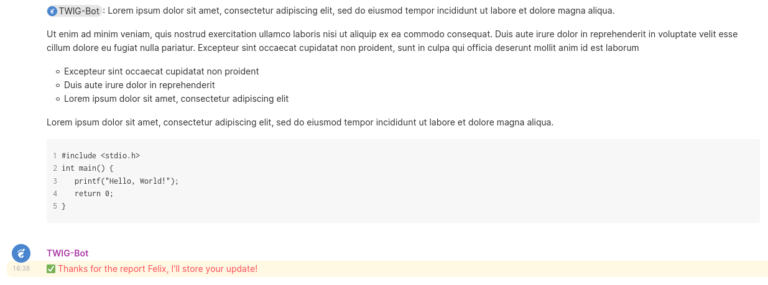 TWIG-Bot : Lorem ipsum dolor sit amet, consectetur adipiscing elit, sed do eiusmod tempor incididunt ut labore et dolore magna aliqua.
Ut enim ad minim veniam, quis nostrud exercitation ullamco laboris nisi ut aliquip ex ea commodo consequat. Duis aute irure dolor in reprehenderit in voluptate velit esse
cillum dolore eu fugiat nulla pariatur. Excepteur sint occaecat cupidatat non proident, sunt in culpa qui officia deserunt mollit anim id est laborum
Excepteur sint occaecat cupidatat non proident
Duis aute irure dolor in reprehenderit
Lorem ipsum dolor sit amet, consectetur adipiscing elit
Lorem ipsum dolor sit amet, consectetur adipiscing elit, sed do eiusmod tempor incididunt ut labore et dolore magna aliqua.
1 #include <stdio.h>
2 int main() {
3 printf("Hello, World!");
4 return 0;
5 }
TWIG-Bot
16:38 ✅ Thanks for the report Felix, I'll store your update!